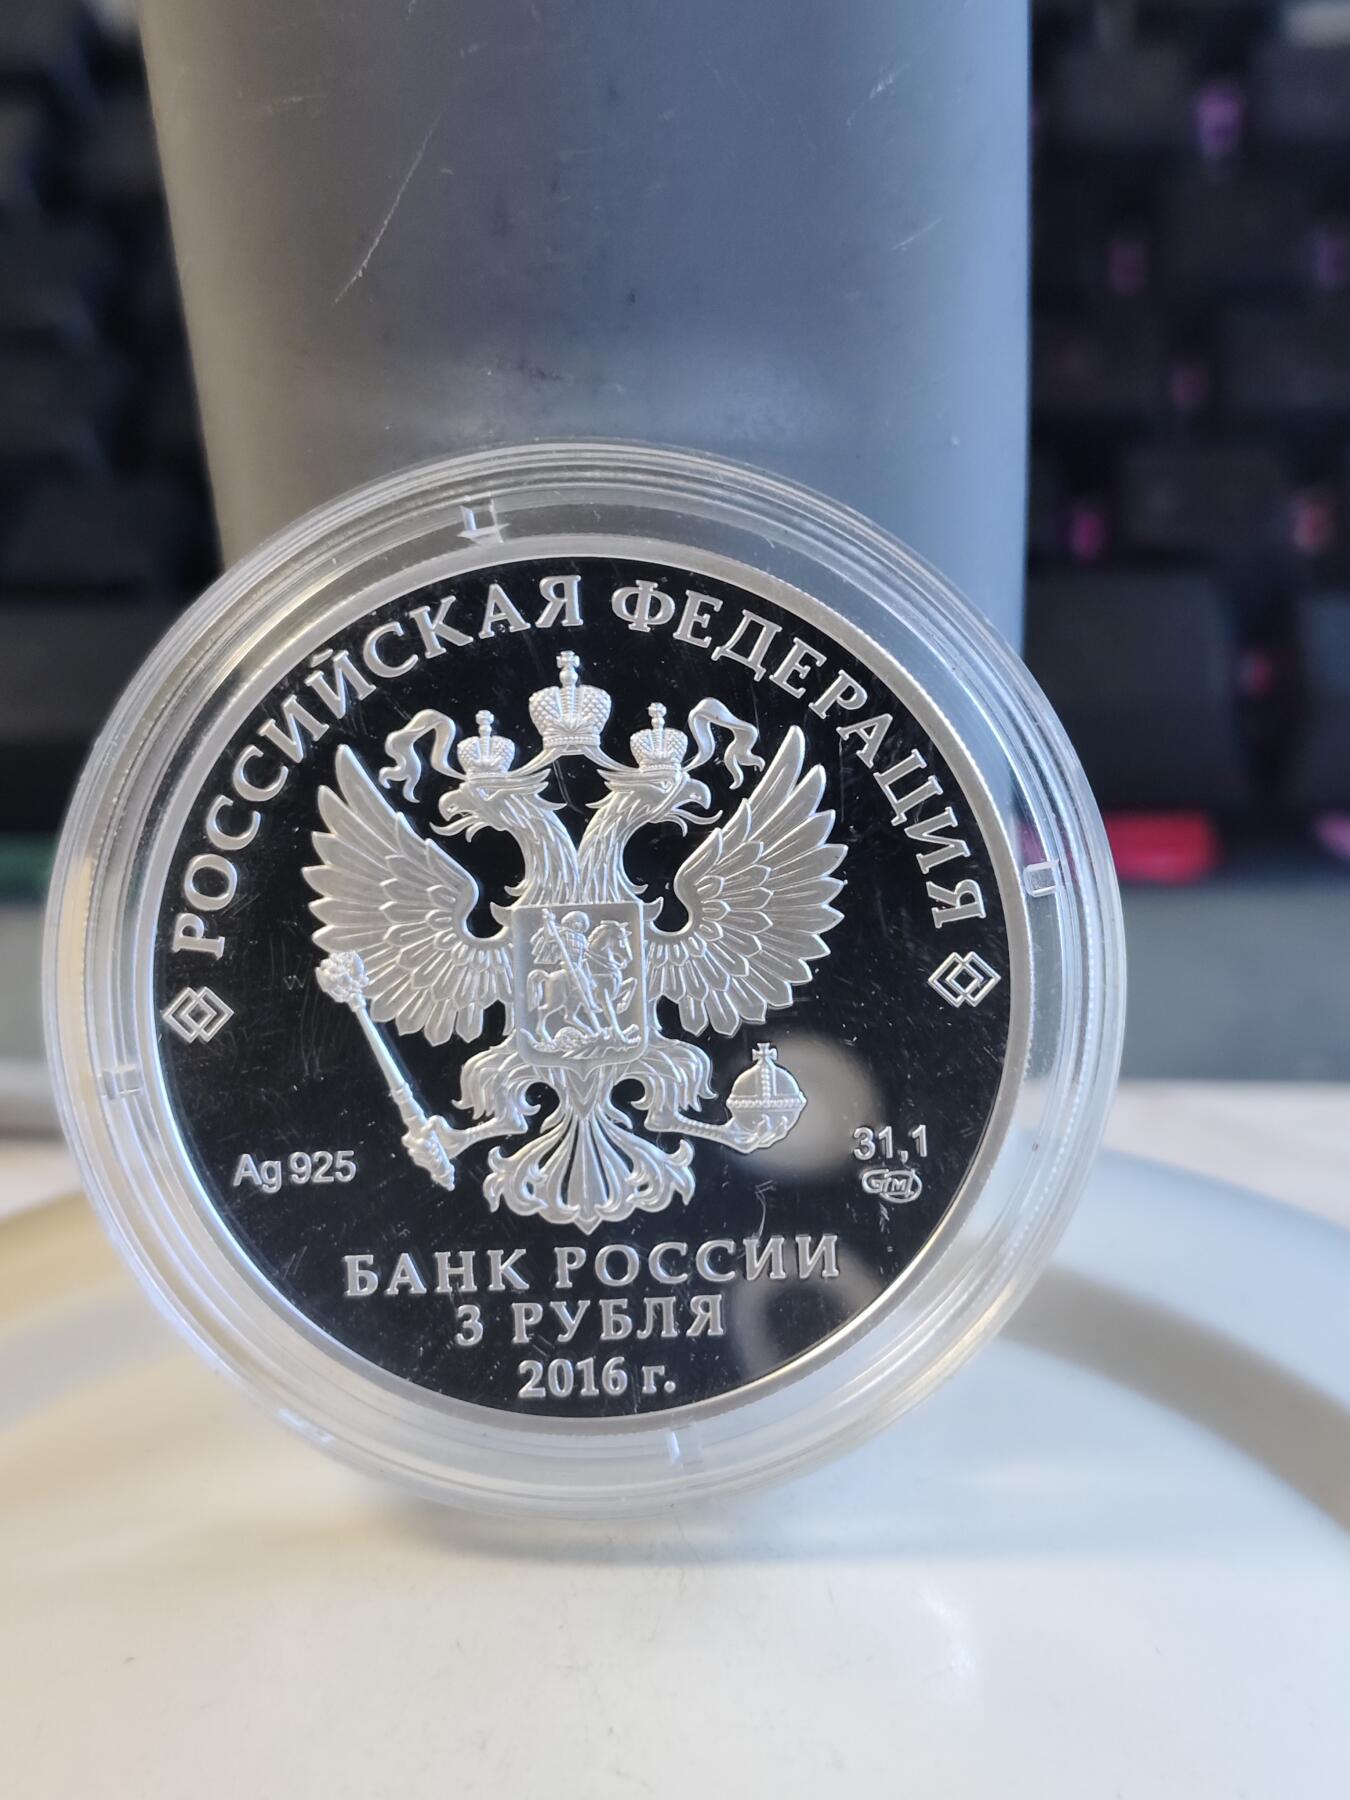 РОССИЙСКАЯ ФЕДЕРАЦИЯ
Ag 925
31,1
БАНК РОССИИ
3 РУБЛЯ
2016 г.